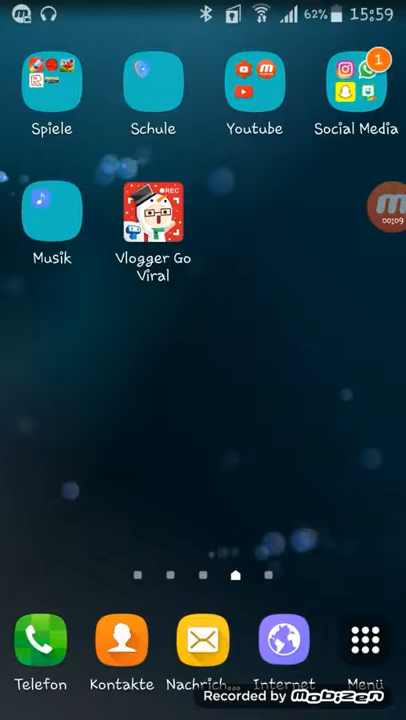 62% 15:59
1
Spiele Schule Youtube Social Media
REC
00:09
Musik Vlogger Go
Viral
Telefon Kontakte Nachrich... Internet Menü
Recorded by mobizen